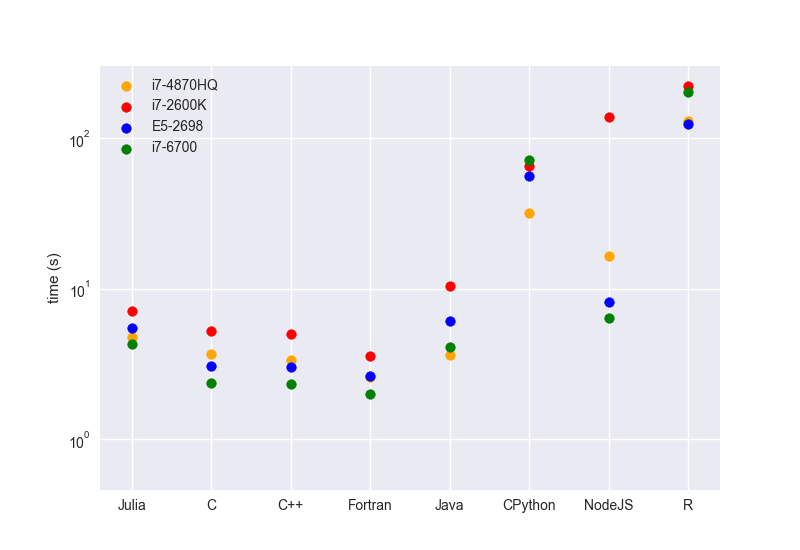 i7-4870HQ
i7-2600K
E5-2698
i7-6700
10²
10¹
10⁰
time (s)
Julia C C++ Fortran Java CPython NodeJS R